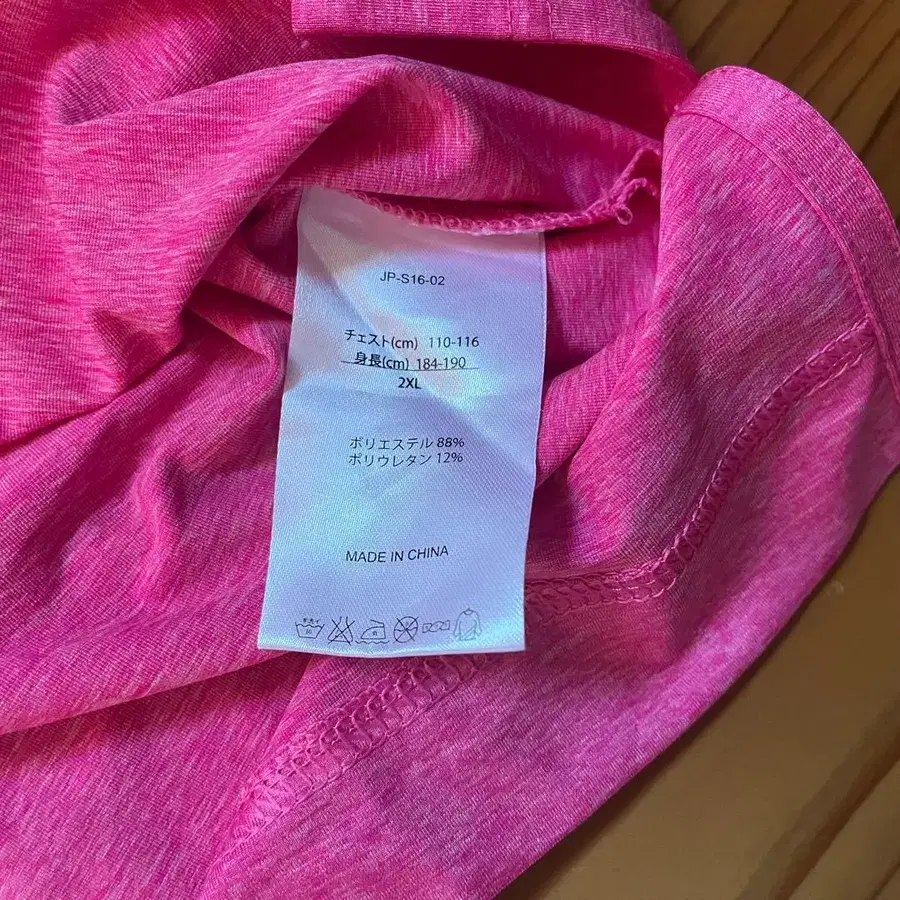 JP-S16-02
チェスト(cm) 110-116
身長(cm) 184-190
2XL
ポリエステル 88%
ポリウレタン 12%
MADE IN CHINA